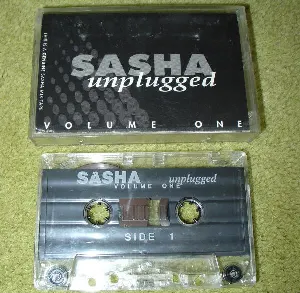 SASHA
unplugged
VOLUME ONE
SASHA unplugged
VOLUME ONE
SIDE 1